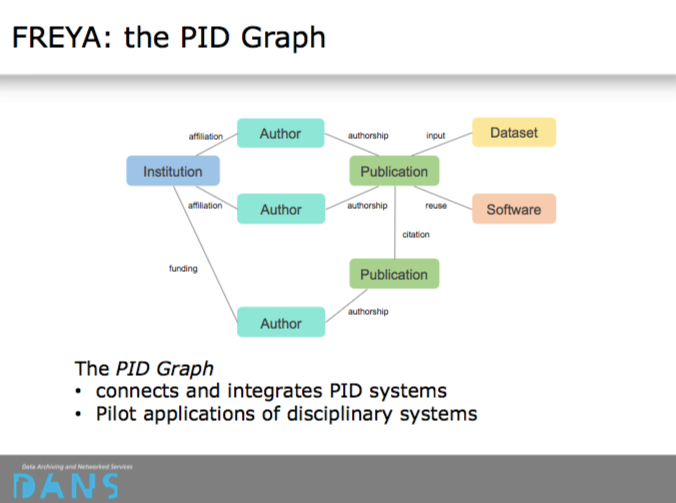 FREYA: the PID Graph
affiliation
Author
authorship
input
Dataset
Institution
Publication
affiliation
Author
authorship
reuse
Software
citation
funding
Publication
Author
authorship
The PID Graph
• connects and integrates PID systems
• Pilot applications of disciplinary systems
Data Archiving and Networked Services
DANS